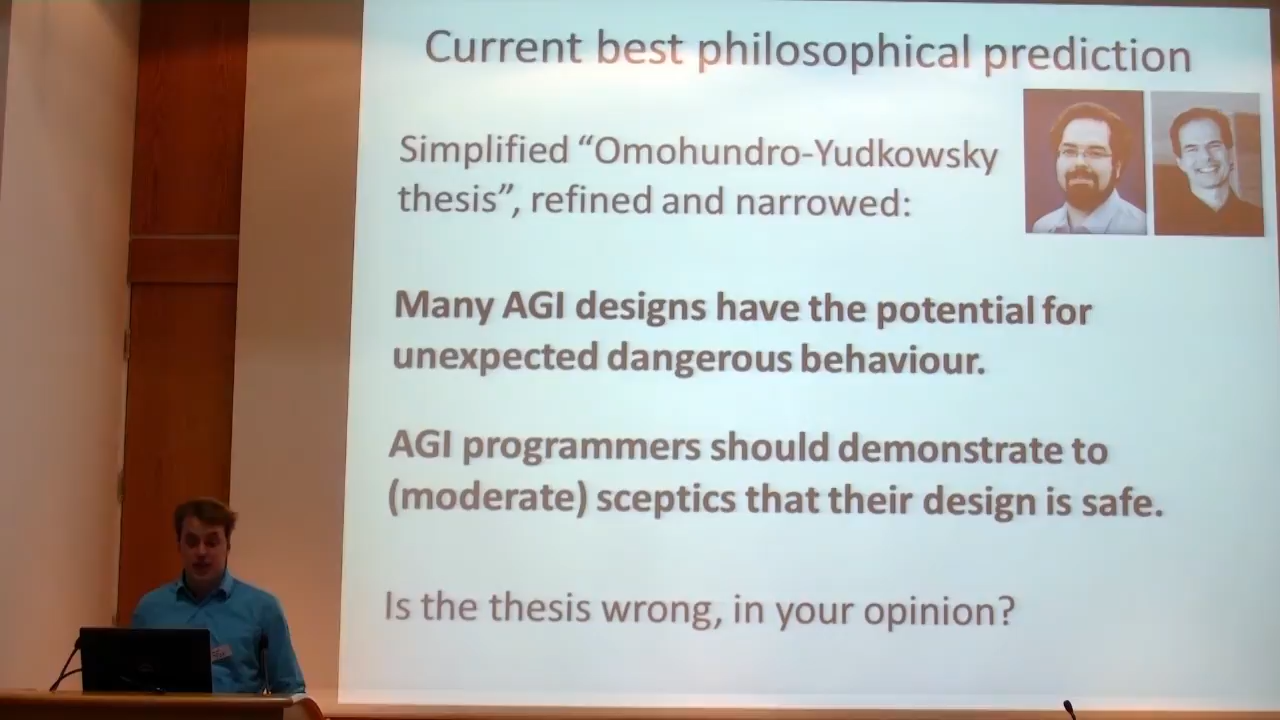 Current best philosophical prediction
Simplified “Omohundro-Yudkowsky
thesis”, refined and narrowed:
Many AGI designs have the potential for
unexpected dangerous behaviour.
AGI programmers should demonstrate to
(moderate) sceptics that their design is safe.
Is the thesis wrong, in your opinion?